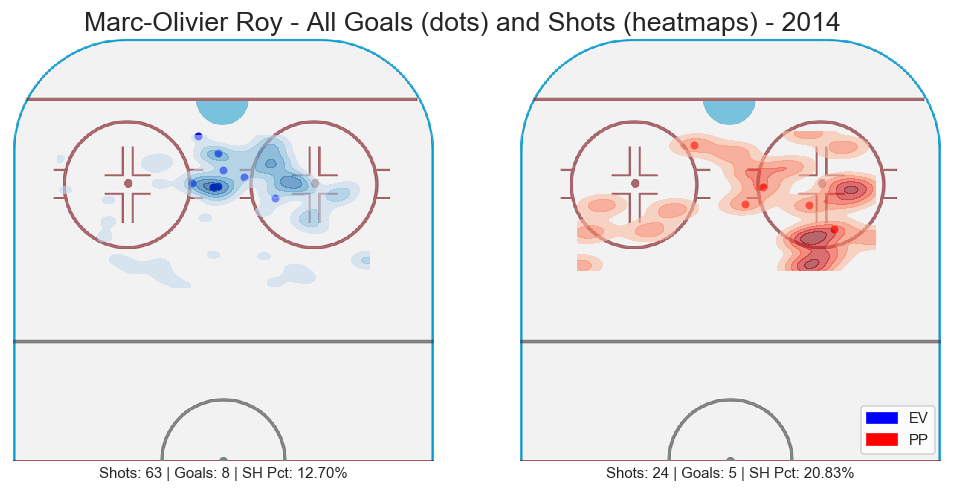 Marc-Olivier Roy - All Goals (dots) and Shots (heatmaps) - 2014
EV
PP
Shots: 63 | Goals: 8 | SH Pct: 12.70%
Shots: 24 | Goals: 5 | SH Pct: 20.83%